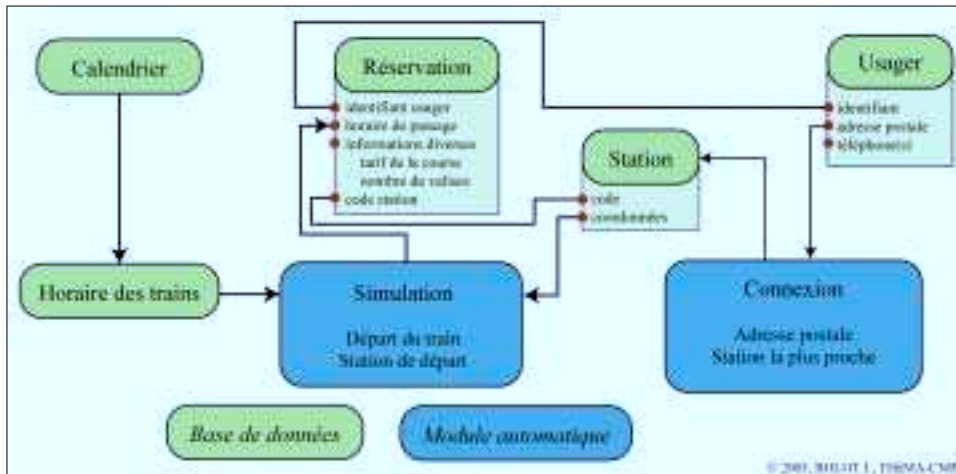 Calendrier
Réservation
identifiant usager
horaire de passage
informations diverses
tarif de la course
nombre de valises
code station
Usager
identifiant
adresse postale
téléphone(s)
Station
code
coordonnées
Horaire des trains
Simulation
Départ du train
Station de départ
Connexion
Adresse postale
Station la plus proche
Base de données
Module automatique